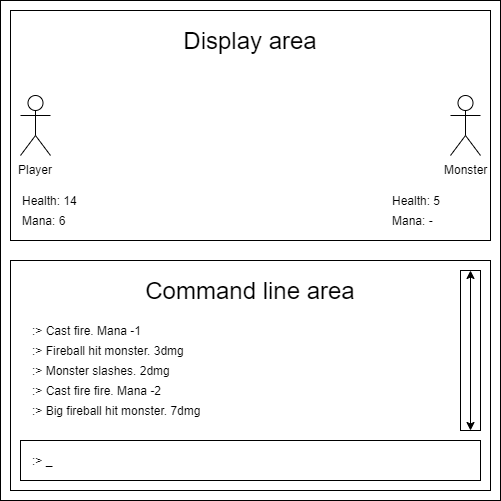 Display area
Player
Monster
Health: 14
Health: 5
Mana: 6
Mana: -
Command line area
:> Cast fire. Mana -1
:> Fireball hit monster. 3dmg
:> Monster slashes. 2dmg
:> Cast fire fire. Mana -2
:> Big fireball hit monster. 7dmg
:> _